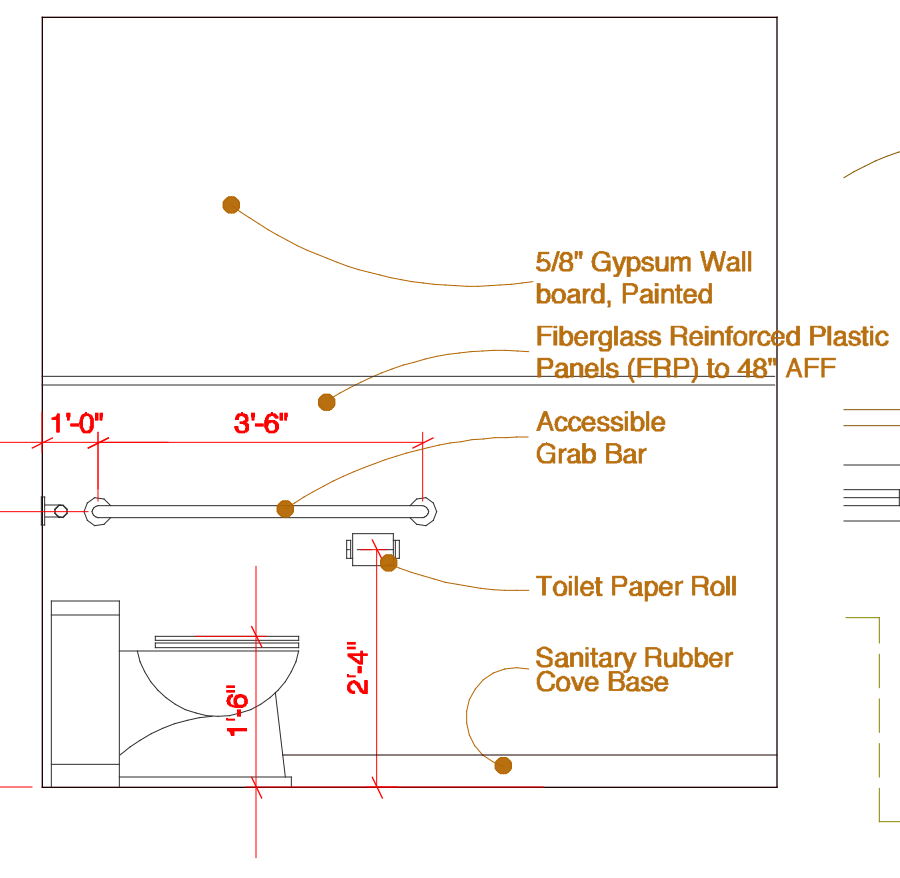 5/8" Gypsum Wall
board, Painted
Fiberglass Reinforced Plastic
Panels (FRP) to 48" AFF
1'-0"
3'-6"
Accessible
Grab Bar
Toilet Paper Roll
2'-4"
1'-6"
Sanitary Rubber
Cove Base